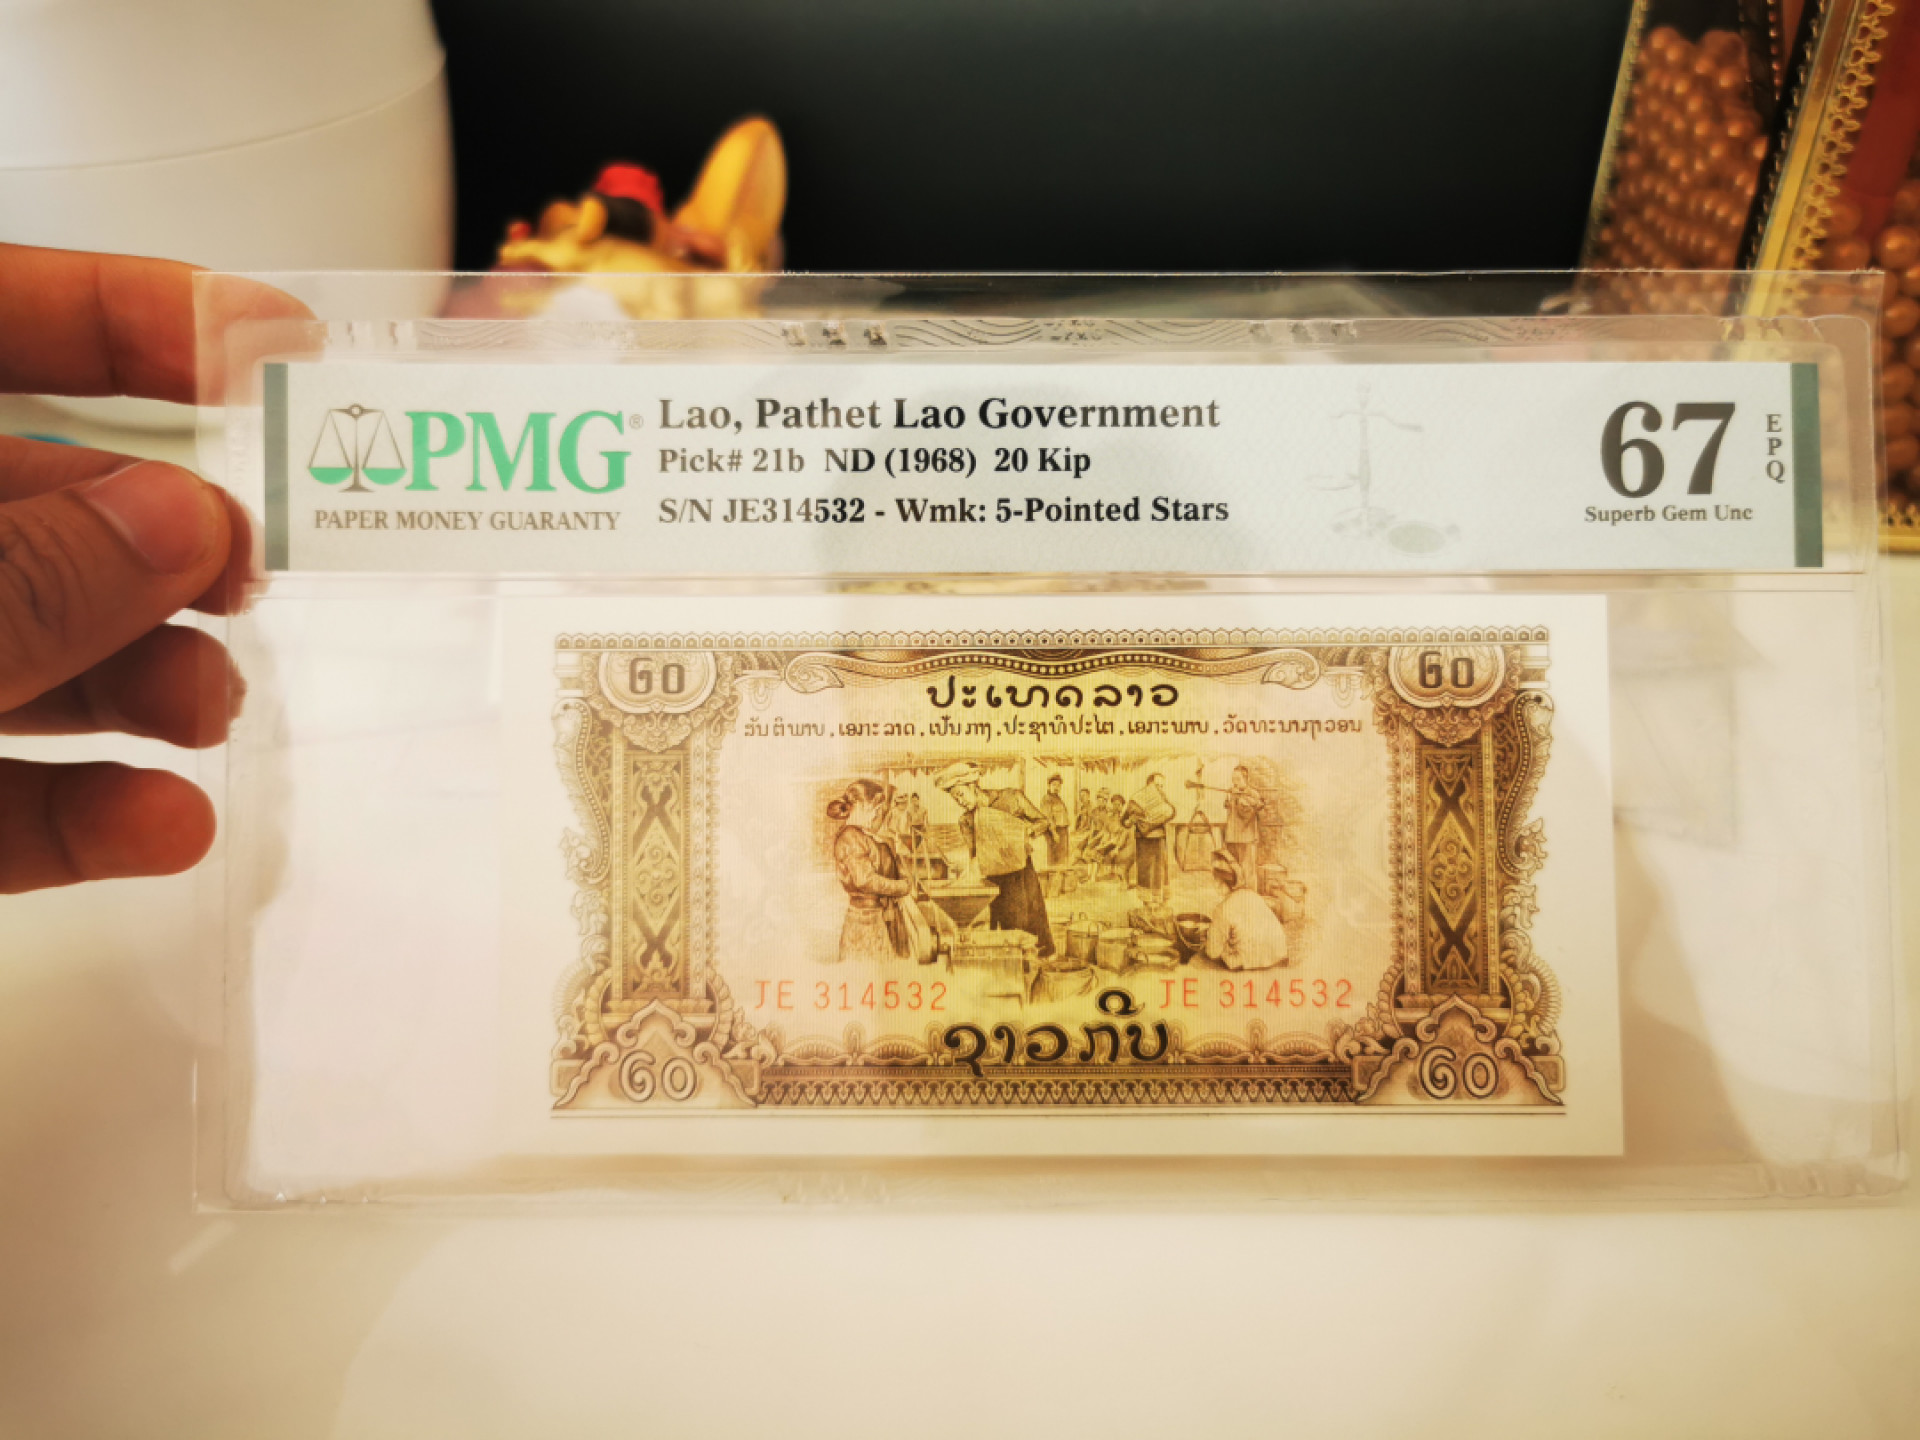 PMG®
PAPER MONEY GUARANTY
Lao, Pathet Lao Government
Pick# 21b ND (1968) 20 Kip
S/N JE314532 - Wmk: 5-Pointed Stars
67
EPQ
Superb Gem Unc
໒໐ ໒໐
ປະເທດລາວ
ສັນຕິພາບ, ເອກະລາດ, ເປັນກາງ, ປະຊາທິປະໄຕ, ເອກະພາບ, ວັດທະນາຖາວອນ
JE 314532 JE 314532
ຊາວກີບ
໒໐ ໒໐